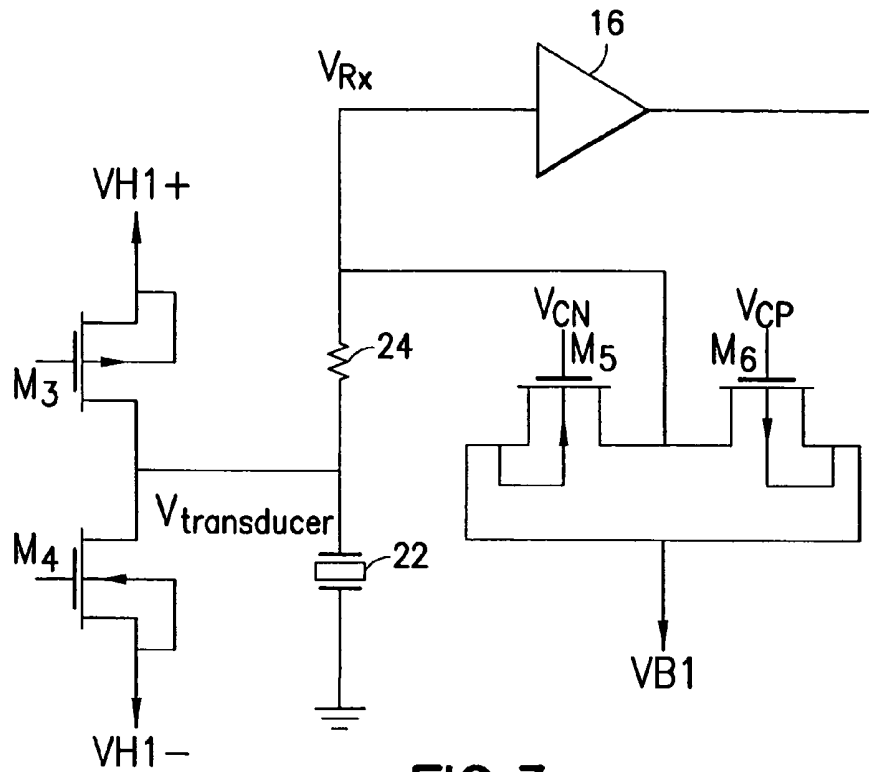 16
V_Rx
VH1+
V_CN
V_CP
M_5
M_6
24
M_3
V_transducer
M_4
22
VB1
VH1-